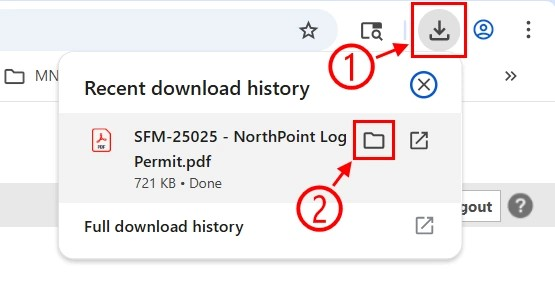 1
MN
Recent download history
PDF
SFM-25025 - NorthPoint Log
Permit.pdf
721 KB • Done
2
Full download history
gout
?